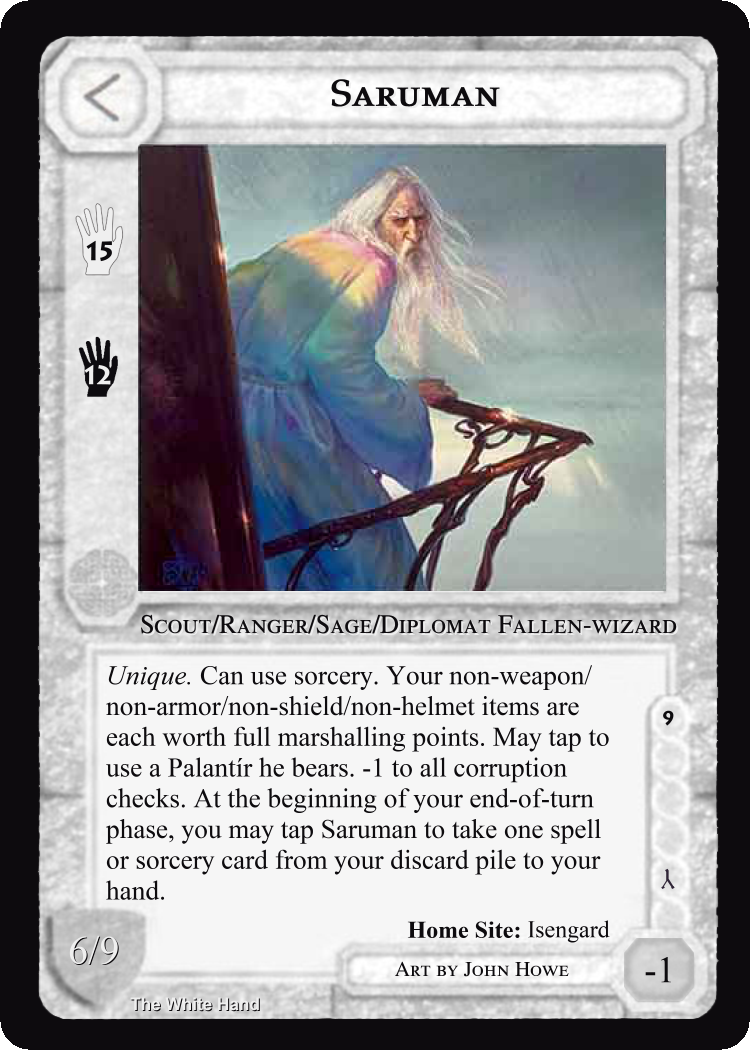 Saruman
15
12
Scout/Ranger/Sage/Diplomat Fallen-wizard
Unique. Can use sorcery. Your non-weapon/
non-armor/non-shield/non-helmet items are
each worth full marshalling points. May tap to
use a Palantír he bears. -1 to all corruption
checks. At the beginning of your end-of-turn
phase, you may tap Saruman to take one spell
or sorcery card from your discard pile to your
hand.
9
Home Site: Isengard
6/9
Art by John Howe
-1
The White Hand